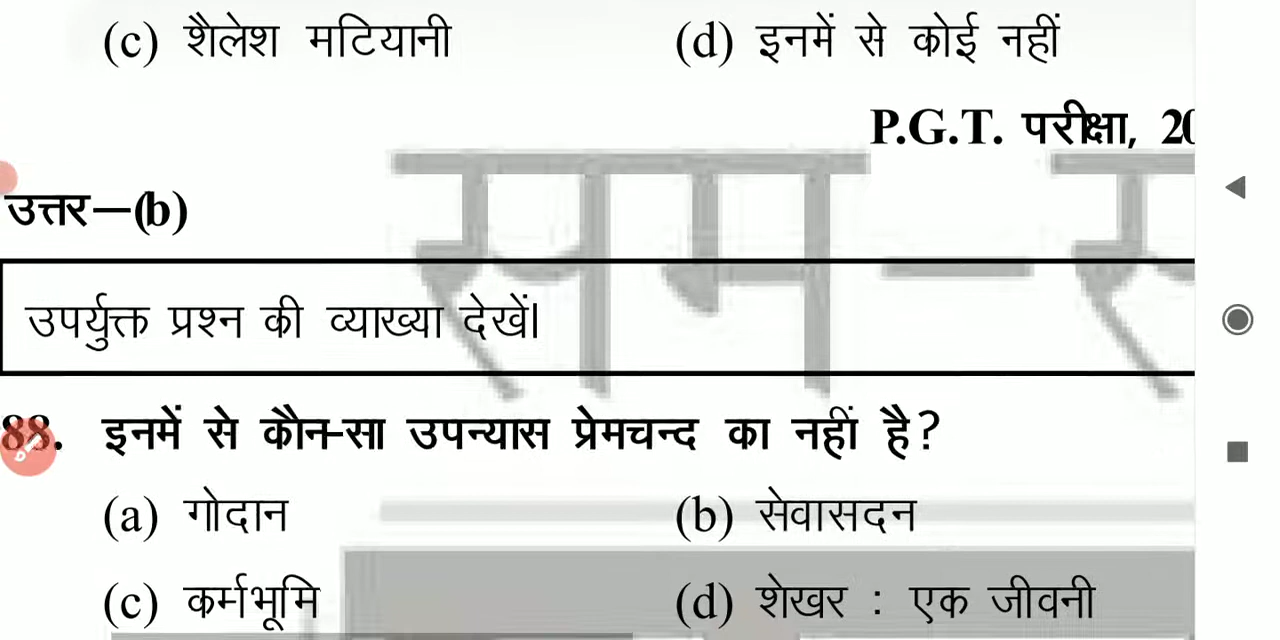 (c) शैलेश मटियानी (d) इनमें से कोई नहीं
P.G.T. परीक्षा, 20
उत्तर–(b)
उपर्युक्त प्रश्न की व्याख्या देखें।
88. इनमें से कौन-सा उपन्यास प्रेमचन्द का नहीं है?
(a) गोदान (b) सेवासदन
(c) कर्मभूमि (d) शेखर : एक जीवनी